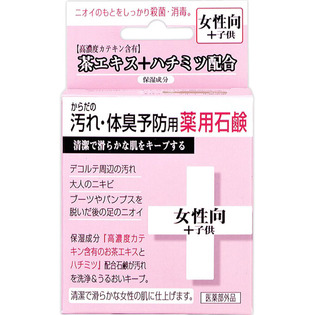 ニオイのもとをしっかり殺菌・消毒。
女性向
+子供
【高濃度カテキン含有】
茶エキス+ハチミツ配合
保湿成分
からだの
汚れ・体臭予防用薬用石鹸
清潔で滑らかな肌をキープする
デコルテ周辺の汚れ
大人のニキビ
ブーツやパンプスを
脱いだ後の足のニオイ
女性向
+子供
保湿成分『高濃度カテ
キン含有のお茶エキスと
ハチミツ』配合石鹸が汚れ
を洗浄&うるおいキープ。
清潔で滑らかな女性の肌に仕上げます。
医薬部外品